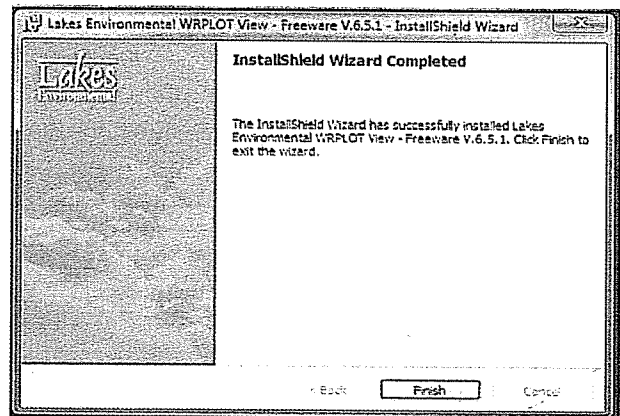 Lakes Environmental WRPLOT View - Freeware V.6.5.1 - InstallShield Wizard
Lakes
Environmental
InstallShield Wizard Completed
The InstallShield Wizard has successfully installed Lakes
Environmental WRPLOT View - Freeware V.6.5.1. Click Finish to
exit the wizard.
< Back
Finish
Cancel